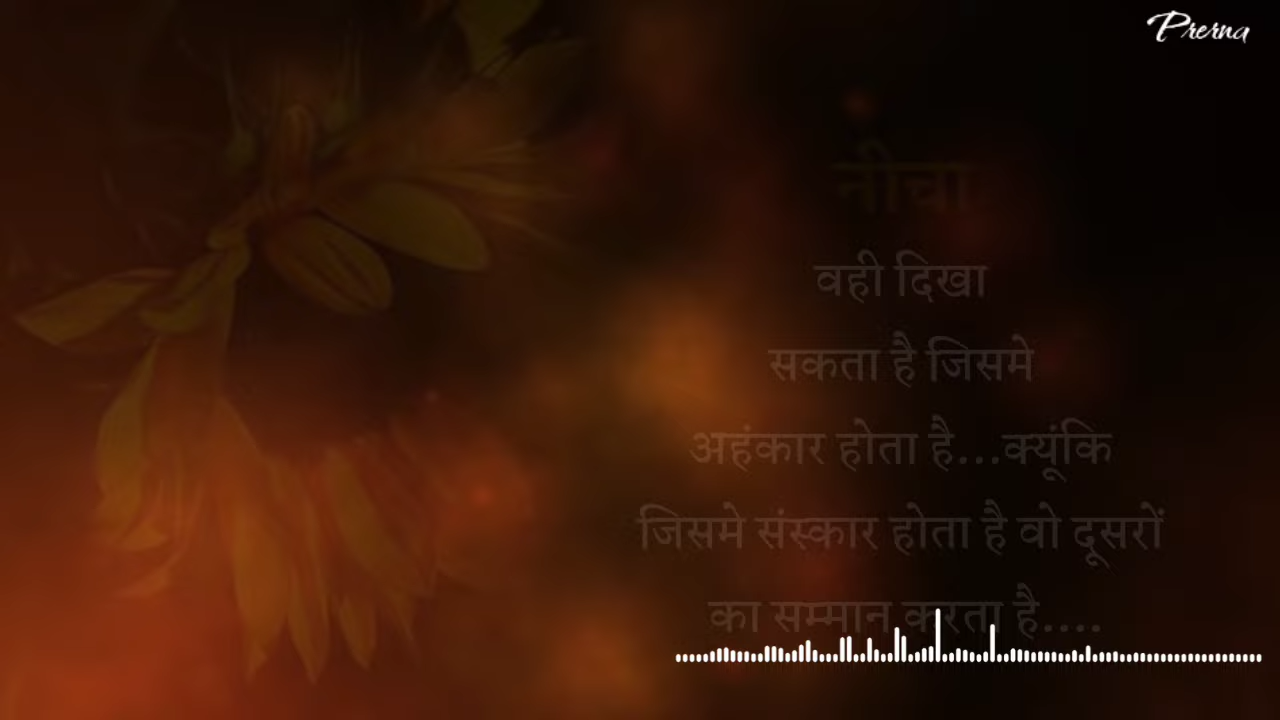 Prerna
नीचा
वही दिखा
सकता है जिसमे
अहंकार होता है...क्यूंकि
जिसमे संस्कार होता है वो दूसरों
का सम्मान करता है....